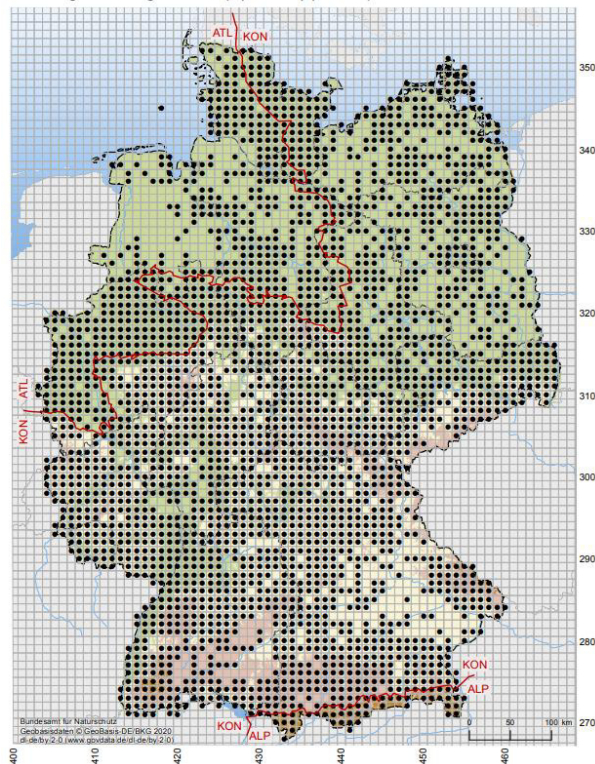 ATL KON
350
340
330
320
310
300
290
280
270
ATL
KON
KON
ALP
KON
ALP
Bundesamt für Naturschutz
Geobasisdaten © GeoBasis-DE/BKG 2020
dl-de/by-2-0 (www.govdata.de/dl-de/by-2-0)
0 50 100 km
400 410 420 430 440 450 460